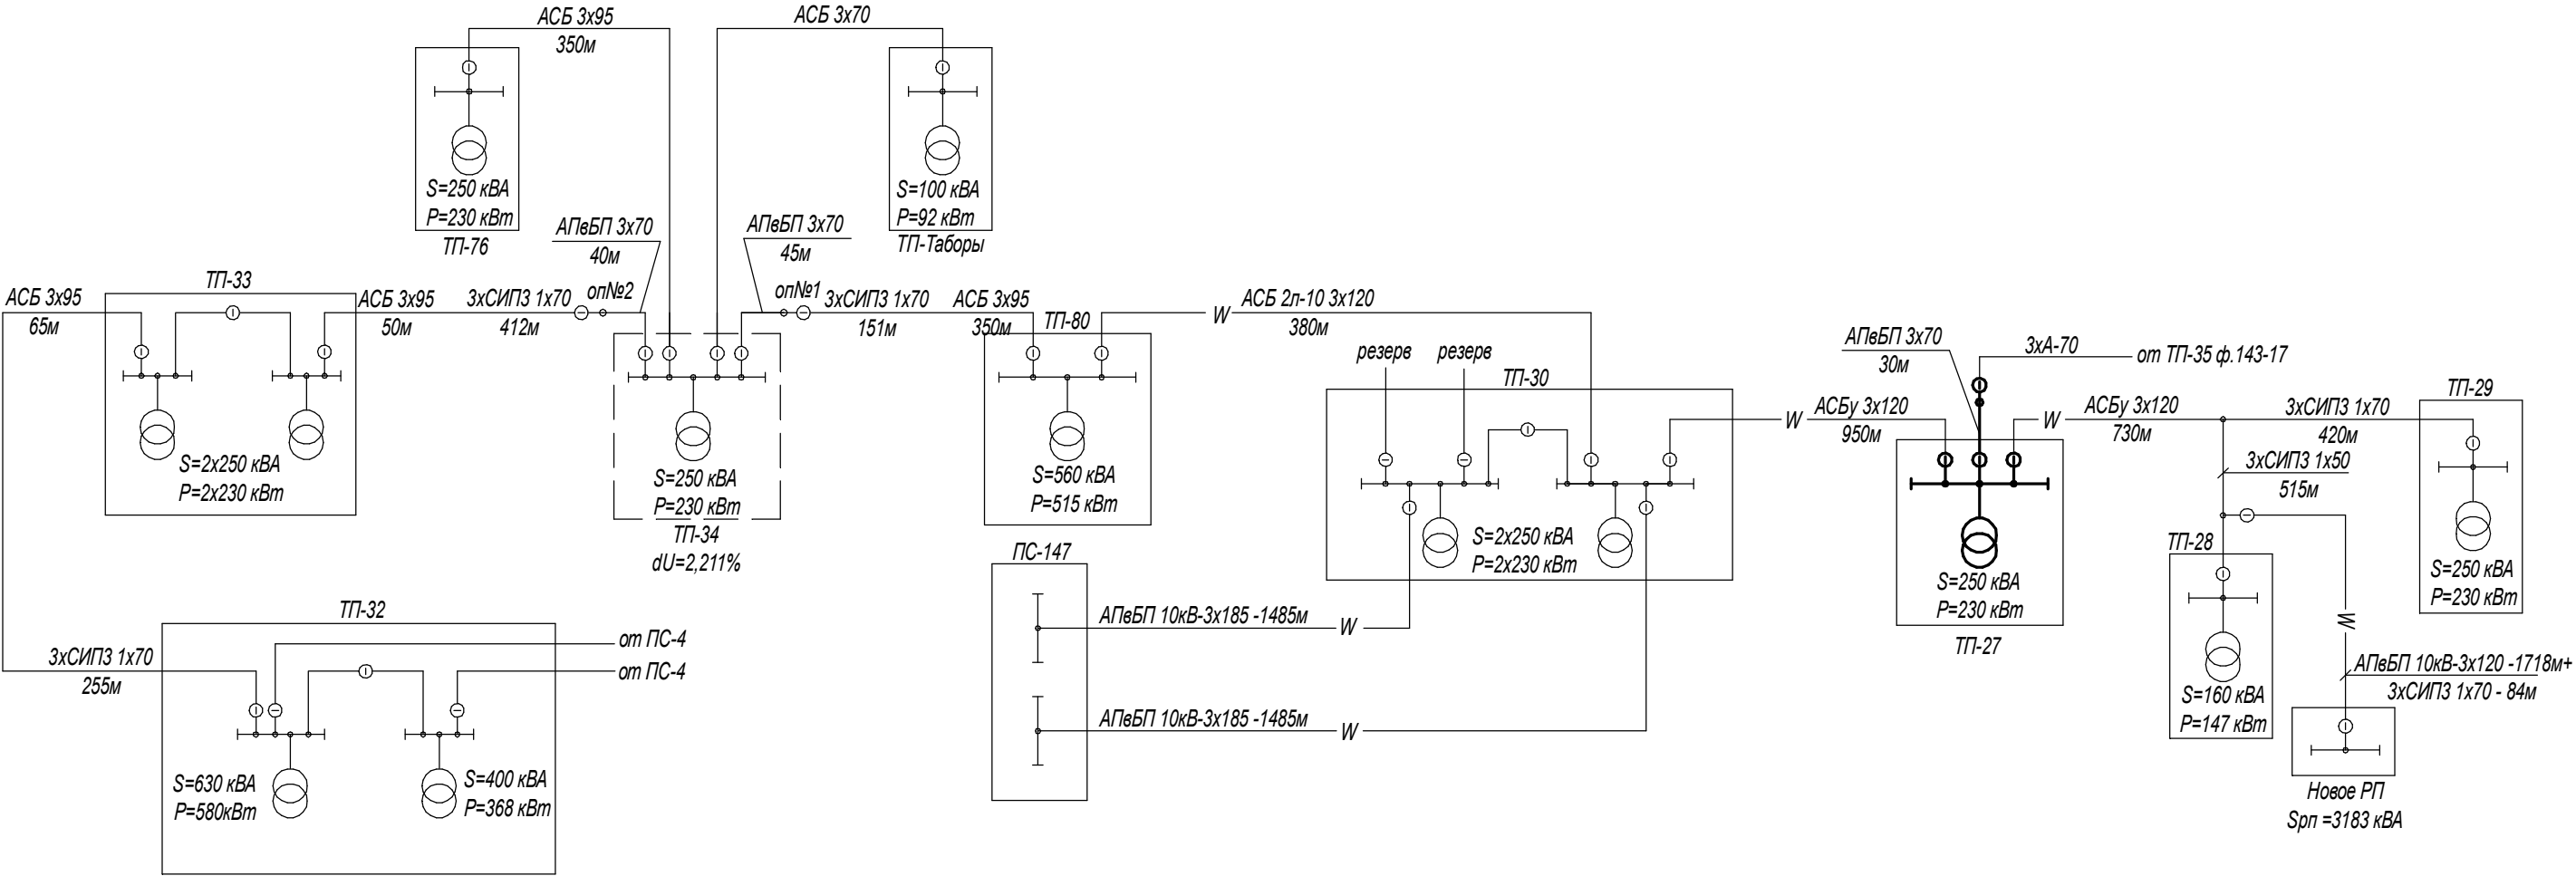 АСБ 3х95
350м
АСБ 3х70
S=250 кВА
Р=230 кВт
ТП-76
S=100 кВА
Р=92 кВт
ТП-Таборы
АПвБП 3х70
40м
АПвБП 3х70
45м
ТП-33
АСБ 3х95
65м
АСБ 3х95
50м
3хСИП3 1х70
412м
оп№2
оп№1
3хСИП3 1х70
151м
АСБ 3х95
350м
ТП-80
W
АСБ 2л-10 3х120
380м
S=2х250 кВА
Р=2х230 кВт
S=250 кВА
Р=230 кВт
ТП-34
dU=2,211%
S=560 кВА
Р=515 кВт
резерв
резерв
ТП-30
S=2х250 кВА
Р=2х230 кВт
W
АСБу 3х120
950м
АПвБП 3х70
30м
3хА-70
от ТП-35 ф.143-17
W
АСБу 3х120
730м
3хСИП3 1х70
420м
3хСИП3 1х50
515м
ТП-29
S=250 кВА
Р=230 кВт
S=250 кВА
Р=230 кВт
ТП-27
ТП-28
S=160 кВА
Р=147 кВт
W
АПвБП 10кВ-3х120 -1718м+
3хСИП3 1х70 - 84м
Новое РП
Sрп =3183 кВА
ПС-147
АПвБП 10кВ-3х185 -1485м
W
АПвБП 10кВ-3х185 -1485м
W
ТП-32
от ПС-4
от ПС-4
3хСИП3 1х70
255м
S=630 кВА
Р=580кВт
S=400 кВА
Р=368 кВт